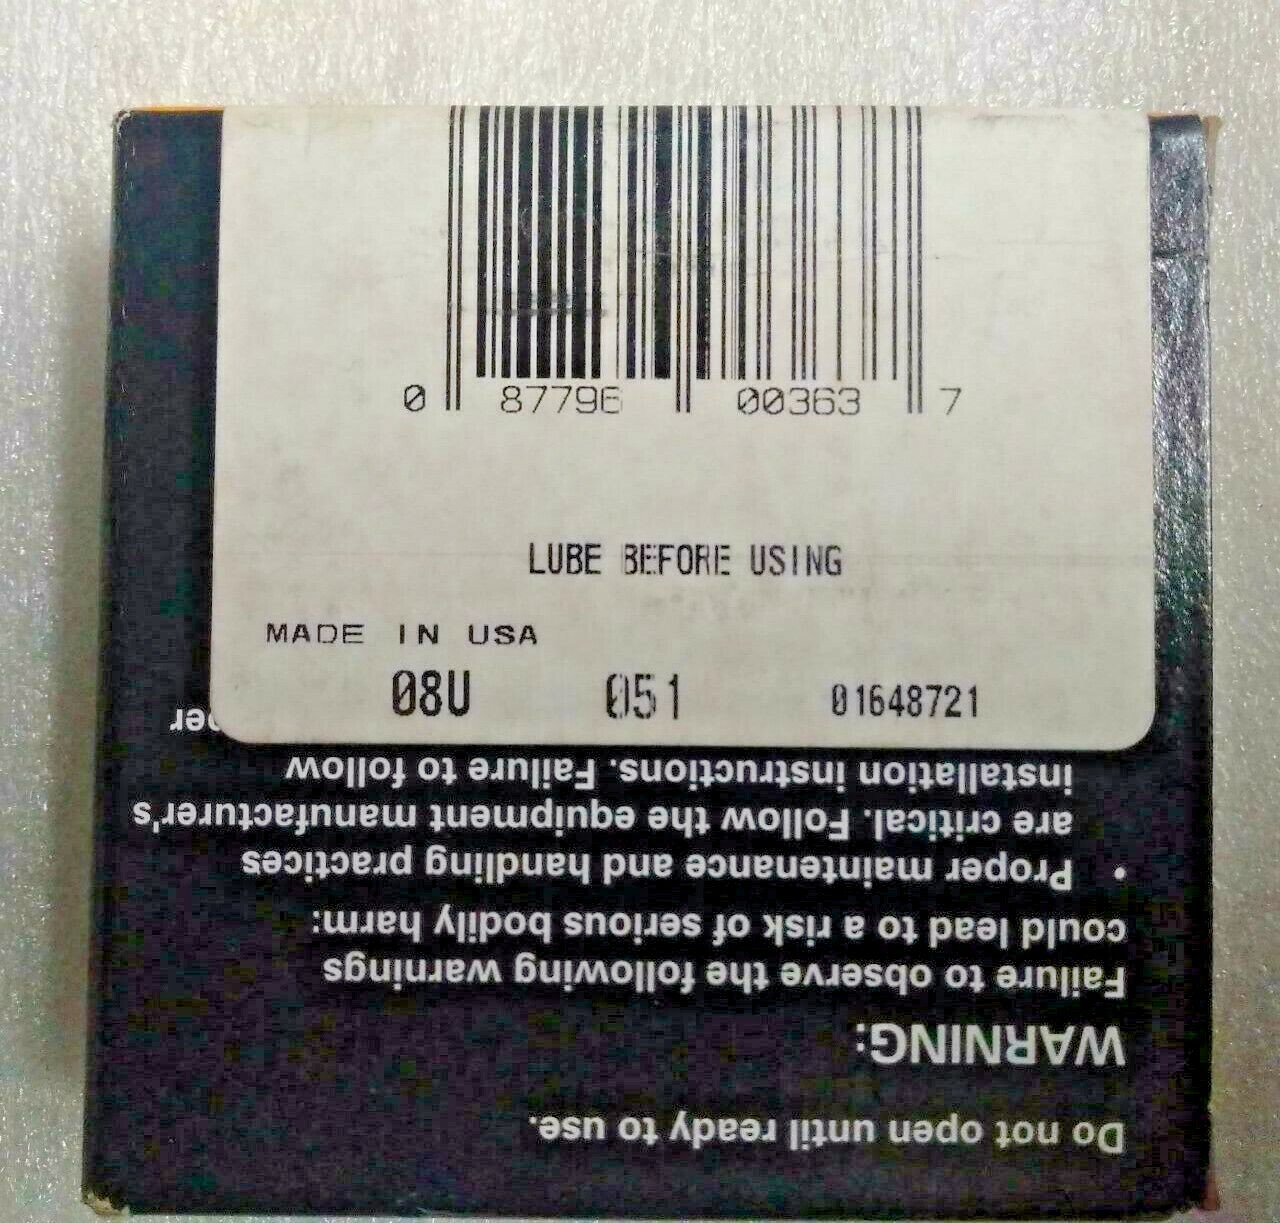 0 87796 00363 7
LUBE BEFORE USING
MADE IN USA
08U 051 01648721
Do not open until ready to use.
WARNING:
Failure to observe the following warnings
could lead to a risk of serious bodily harm:
• Proper maintenance and handling practices
are critical. Follow the equipment manufacturer's
installation instructions. Failure to follow